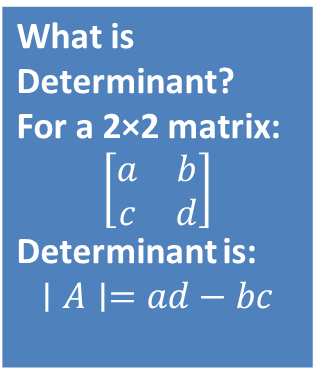 What is
Determinant?
For a 2×2 matrix:
[a b]
[c d]
Determinant is:
| A |= ad − bc